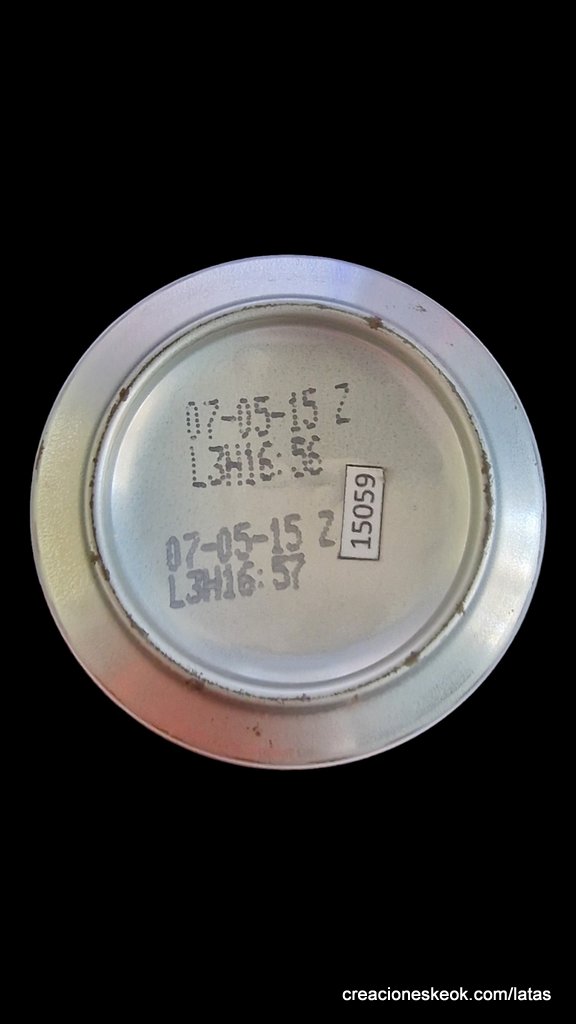 07-05-15 Z
L3H16:56
15059
07-05-15 Z
L3H16:57
creacioneskeok.com/latas